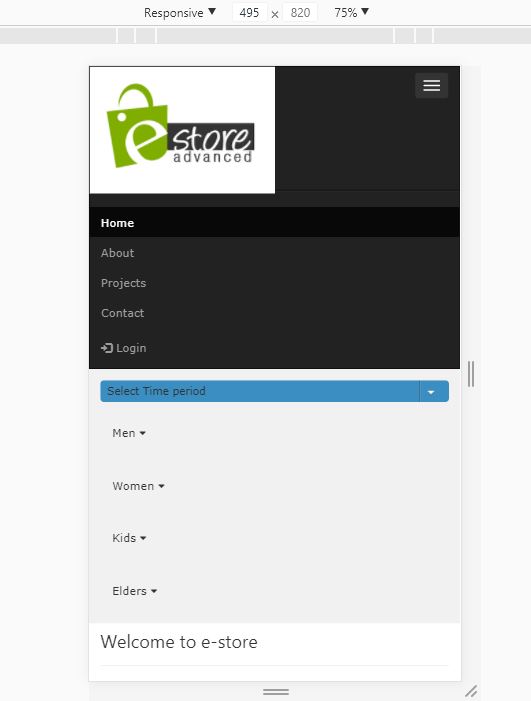 Responsive ▼ 495 × 820 75% ▼
estore
advanced
Home
About
Projects
Contact
Login
Select Time period
Men
Women
Kids
Elders
Welcome to e-store